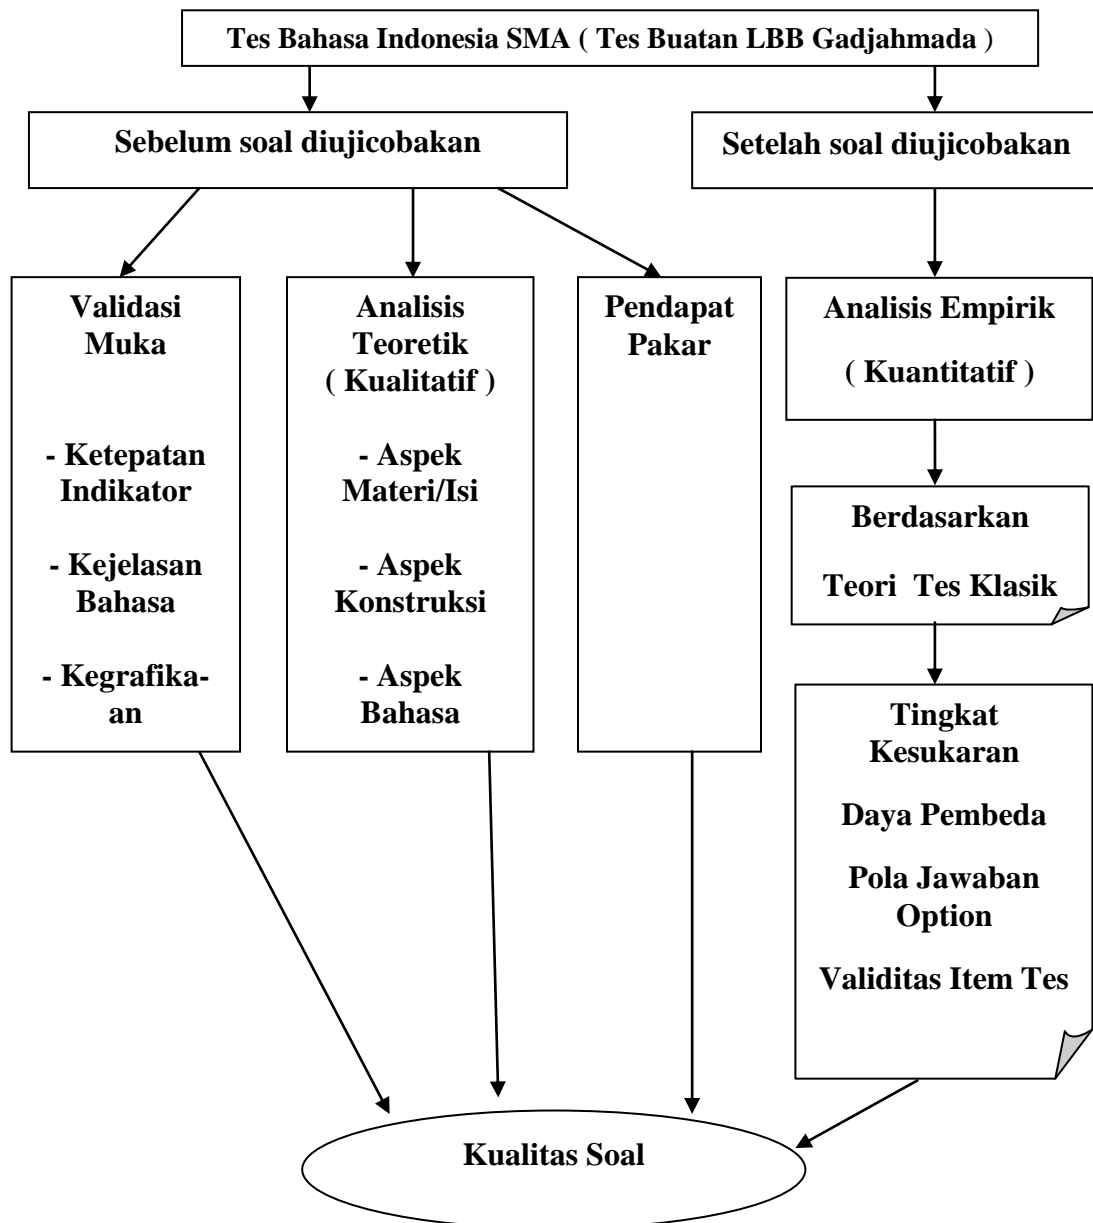 Tes Bahasa Indonesia SMA ( Tes Buatan LBB Gadjahmada )
Sebelum soal diujicobakan
Setelah soal diujicobakan
Validasi
Muka
- Ketepatan
Indikator
- Kejelasan
Bahasa
- Kegrafika-
an
Analisis
Teoretik
( Kualitatif )
- Aspek
Materi/Isi
- Aspek
Konstruksi
- Aspek
Bahasa
Pendapat
Pakar
Analisis Empirik
( Kuantitatif )
Berdasarkan
Teori Tes Klasik
Tingkat
Kesukaran
Daya Pembeda
Pola Jawaban
Option
Validitas Item Tes
Kualitas Soal